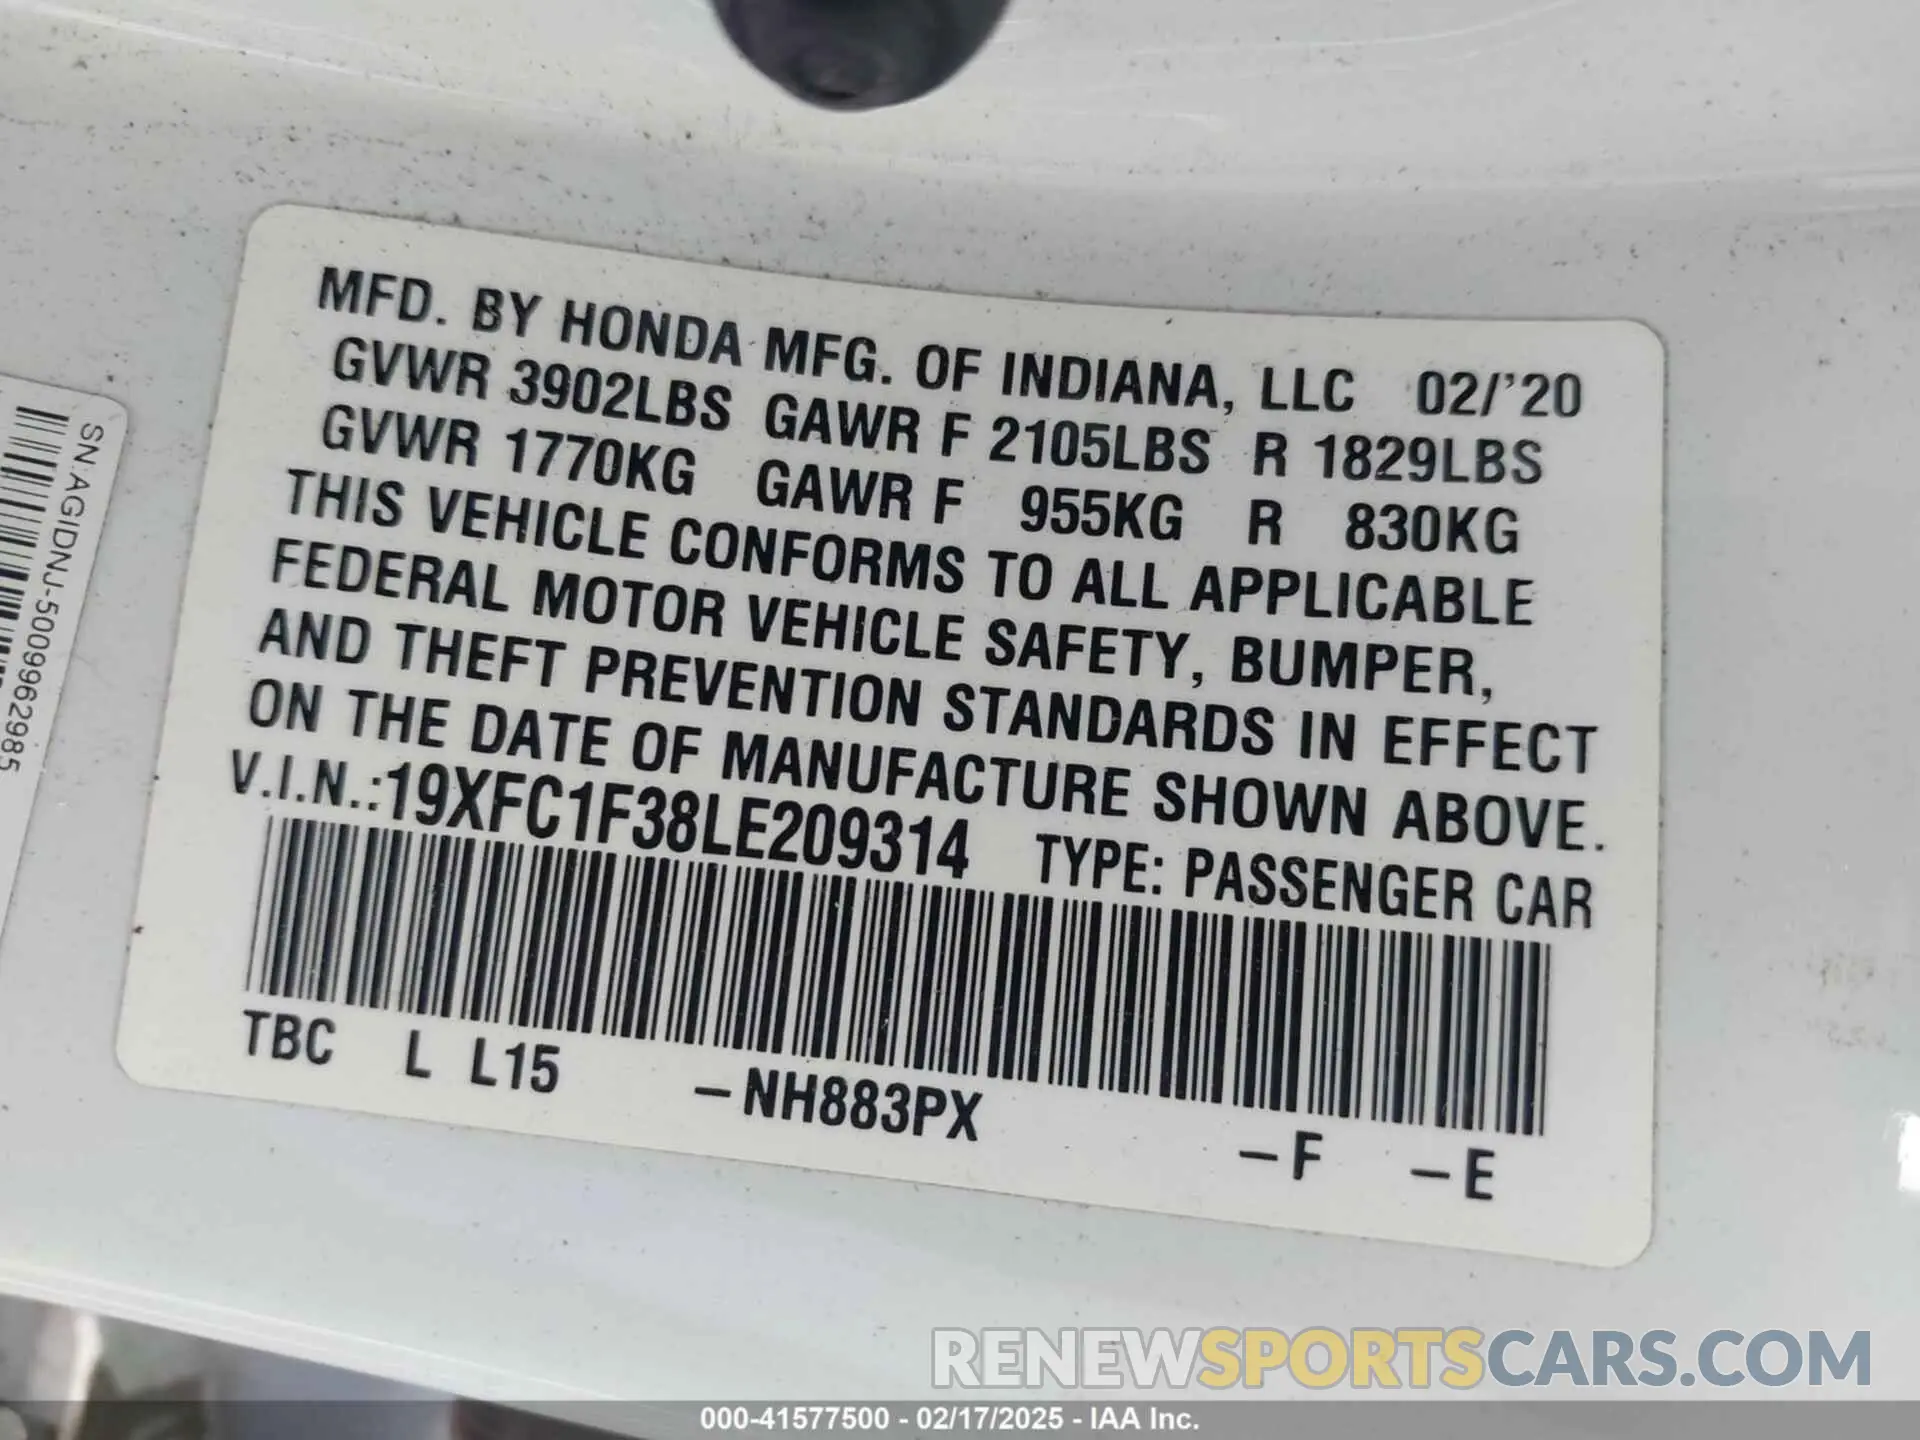 MFD. BY HONDA MFG. OF INDIANA, LLC 02/'20
GVWR 3902LBS GAWR F 2105LBS R 1829LBS
GVWR 1770KG GAWR F 955KG R 830KG
THIS VEHICLE CONFORMS TO ALL APPLICABLE
FEDERAL MOTOR VEHICLE SAFETY, BUMPER,
AND THEFT PREVENTION STANDARDS IN EFFECT
ON THE DATE OF MANUFACTURE SHOWN ABOVE.
V.I.N.:19XFC1F38LE209314 TYPE: PASSENGER CAR
TBC L L15 –NH883PX –F –E
SN:AGIDNJ-5009962985
RENEWSPORTSCARS.COM
000-41577500 - 02/17/2025 - IAA Inc.